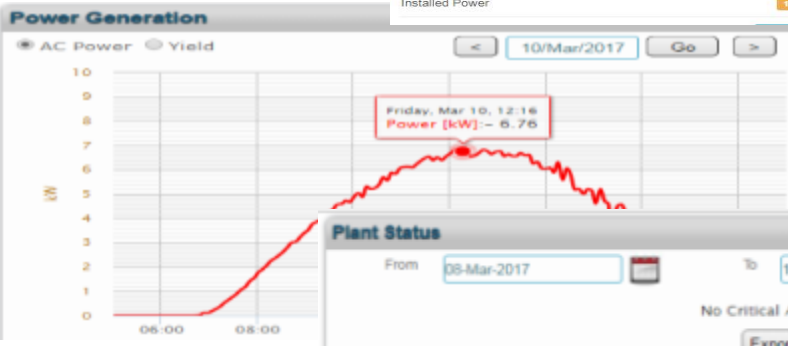 Installed Power
Power Generation
AC Power Yield
< 10/Mar/2017 Go >
10
9
8
7
6
5
4
3
2
1
0
kW
Friday, Mar 10, 12:16
Power [kW]:– 6.76
06:00 08:00
Plant Status
From 08-Mar-2017 To
No Critical